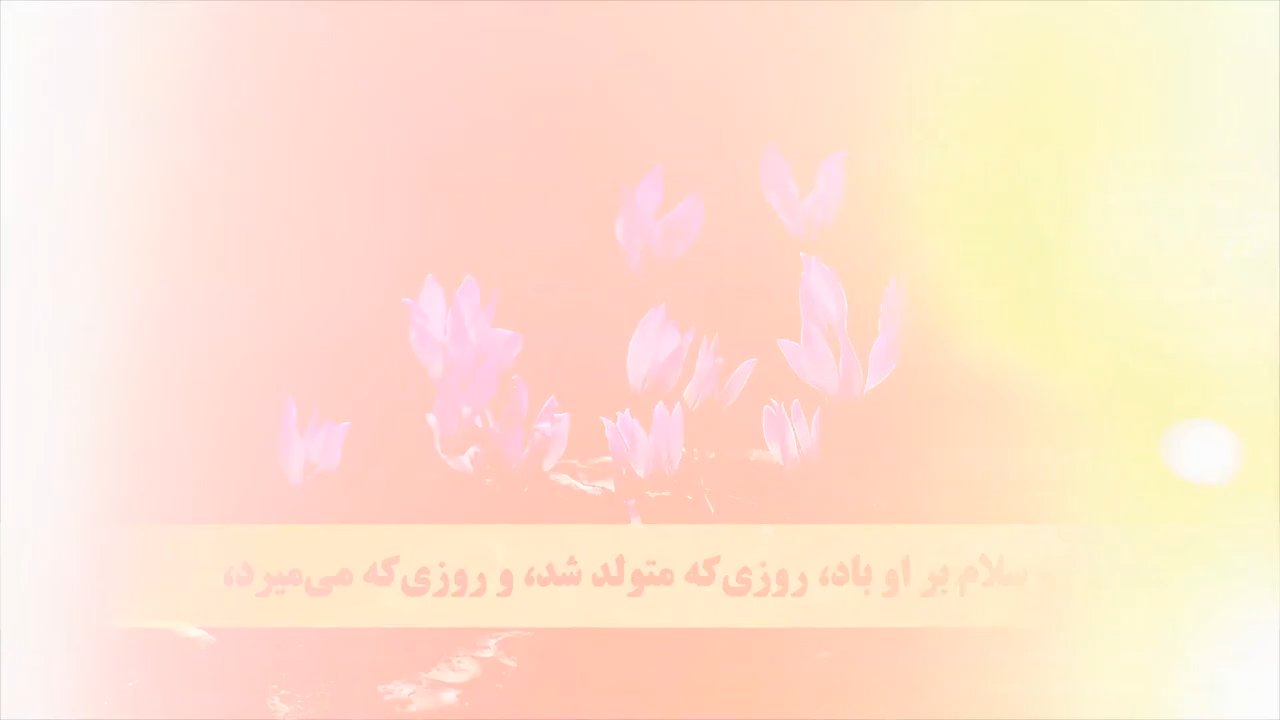 سلام بر او باد، روزی‌که متولد شد، و روزی‌که می‌میرد،